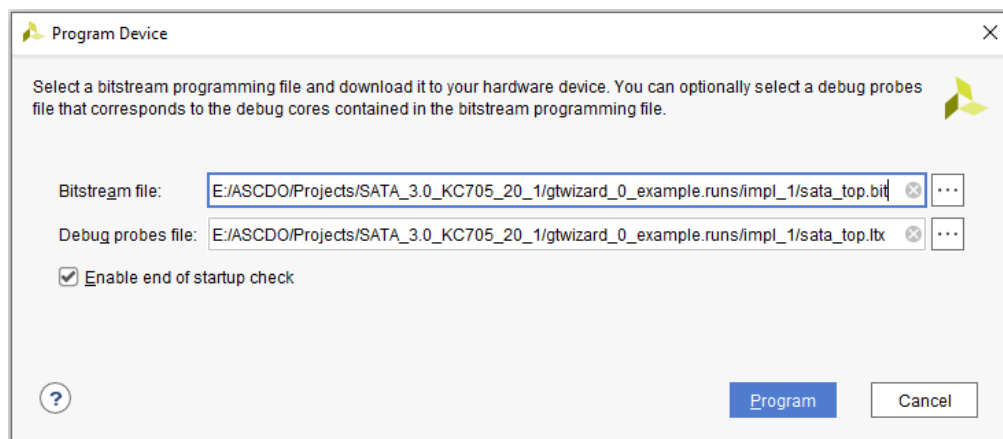 Program Device
Select a bitstream programming file and download it to your hardware device. You can optionally select a debug probes
file that corresponds to the debug cores contained in the bitstream programming file.
Bitstream file: E:/ASCDO/Projects/SATA_3.0_KC705_20_1/gtwizard_0_example.runs/impl_1/sata_top.bit
Debug probes file: E:/ASCDO/Projects/SATA_3.0_KC705_20_1/gtwizard_0_example.runs/impl_1/sata_top.ltx
Enable end of startup check
? Program Cancel